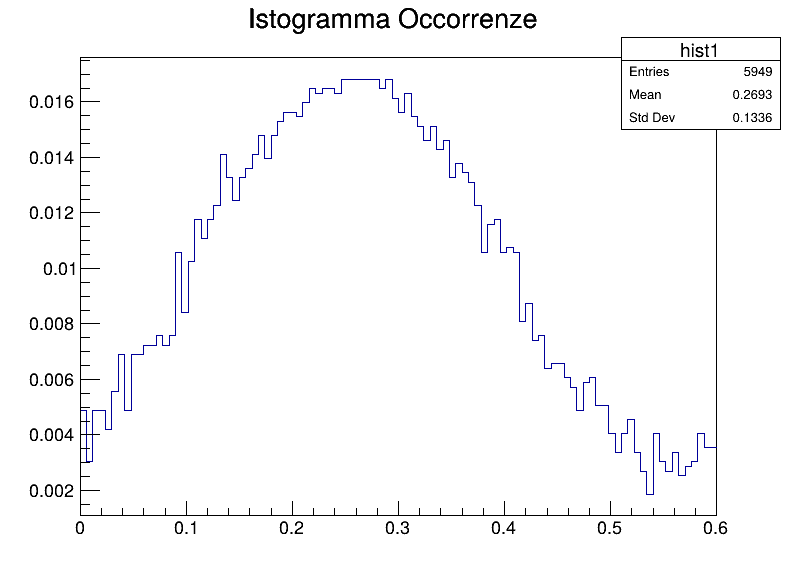 Istogramma Occorrenze
hist1
Entries 5949
Mean 0.2693
Std Dev 0.1336
0.016
0.014
0.012
0.01
0.008
0.006
0.004
0.002
0 0.1 0.2 0.3 0.4 0.5 0.6